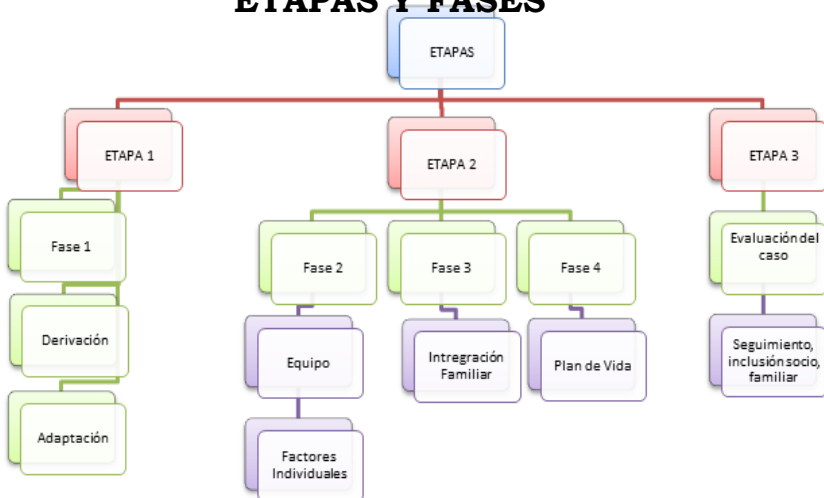 ETAPAS Y FASES
ETAPAS
ETAPA 1
ETAPA 2
ETAPA 3
Fase 1
Derivación
Adaptación
Fase 2
Fase 3
Fase 4
Equipo
Intregración
Familiar
Plan de Vida
Factores
Individuales
Evaluación del
caso
Seguimiento,
inclusión socio,
familiar